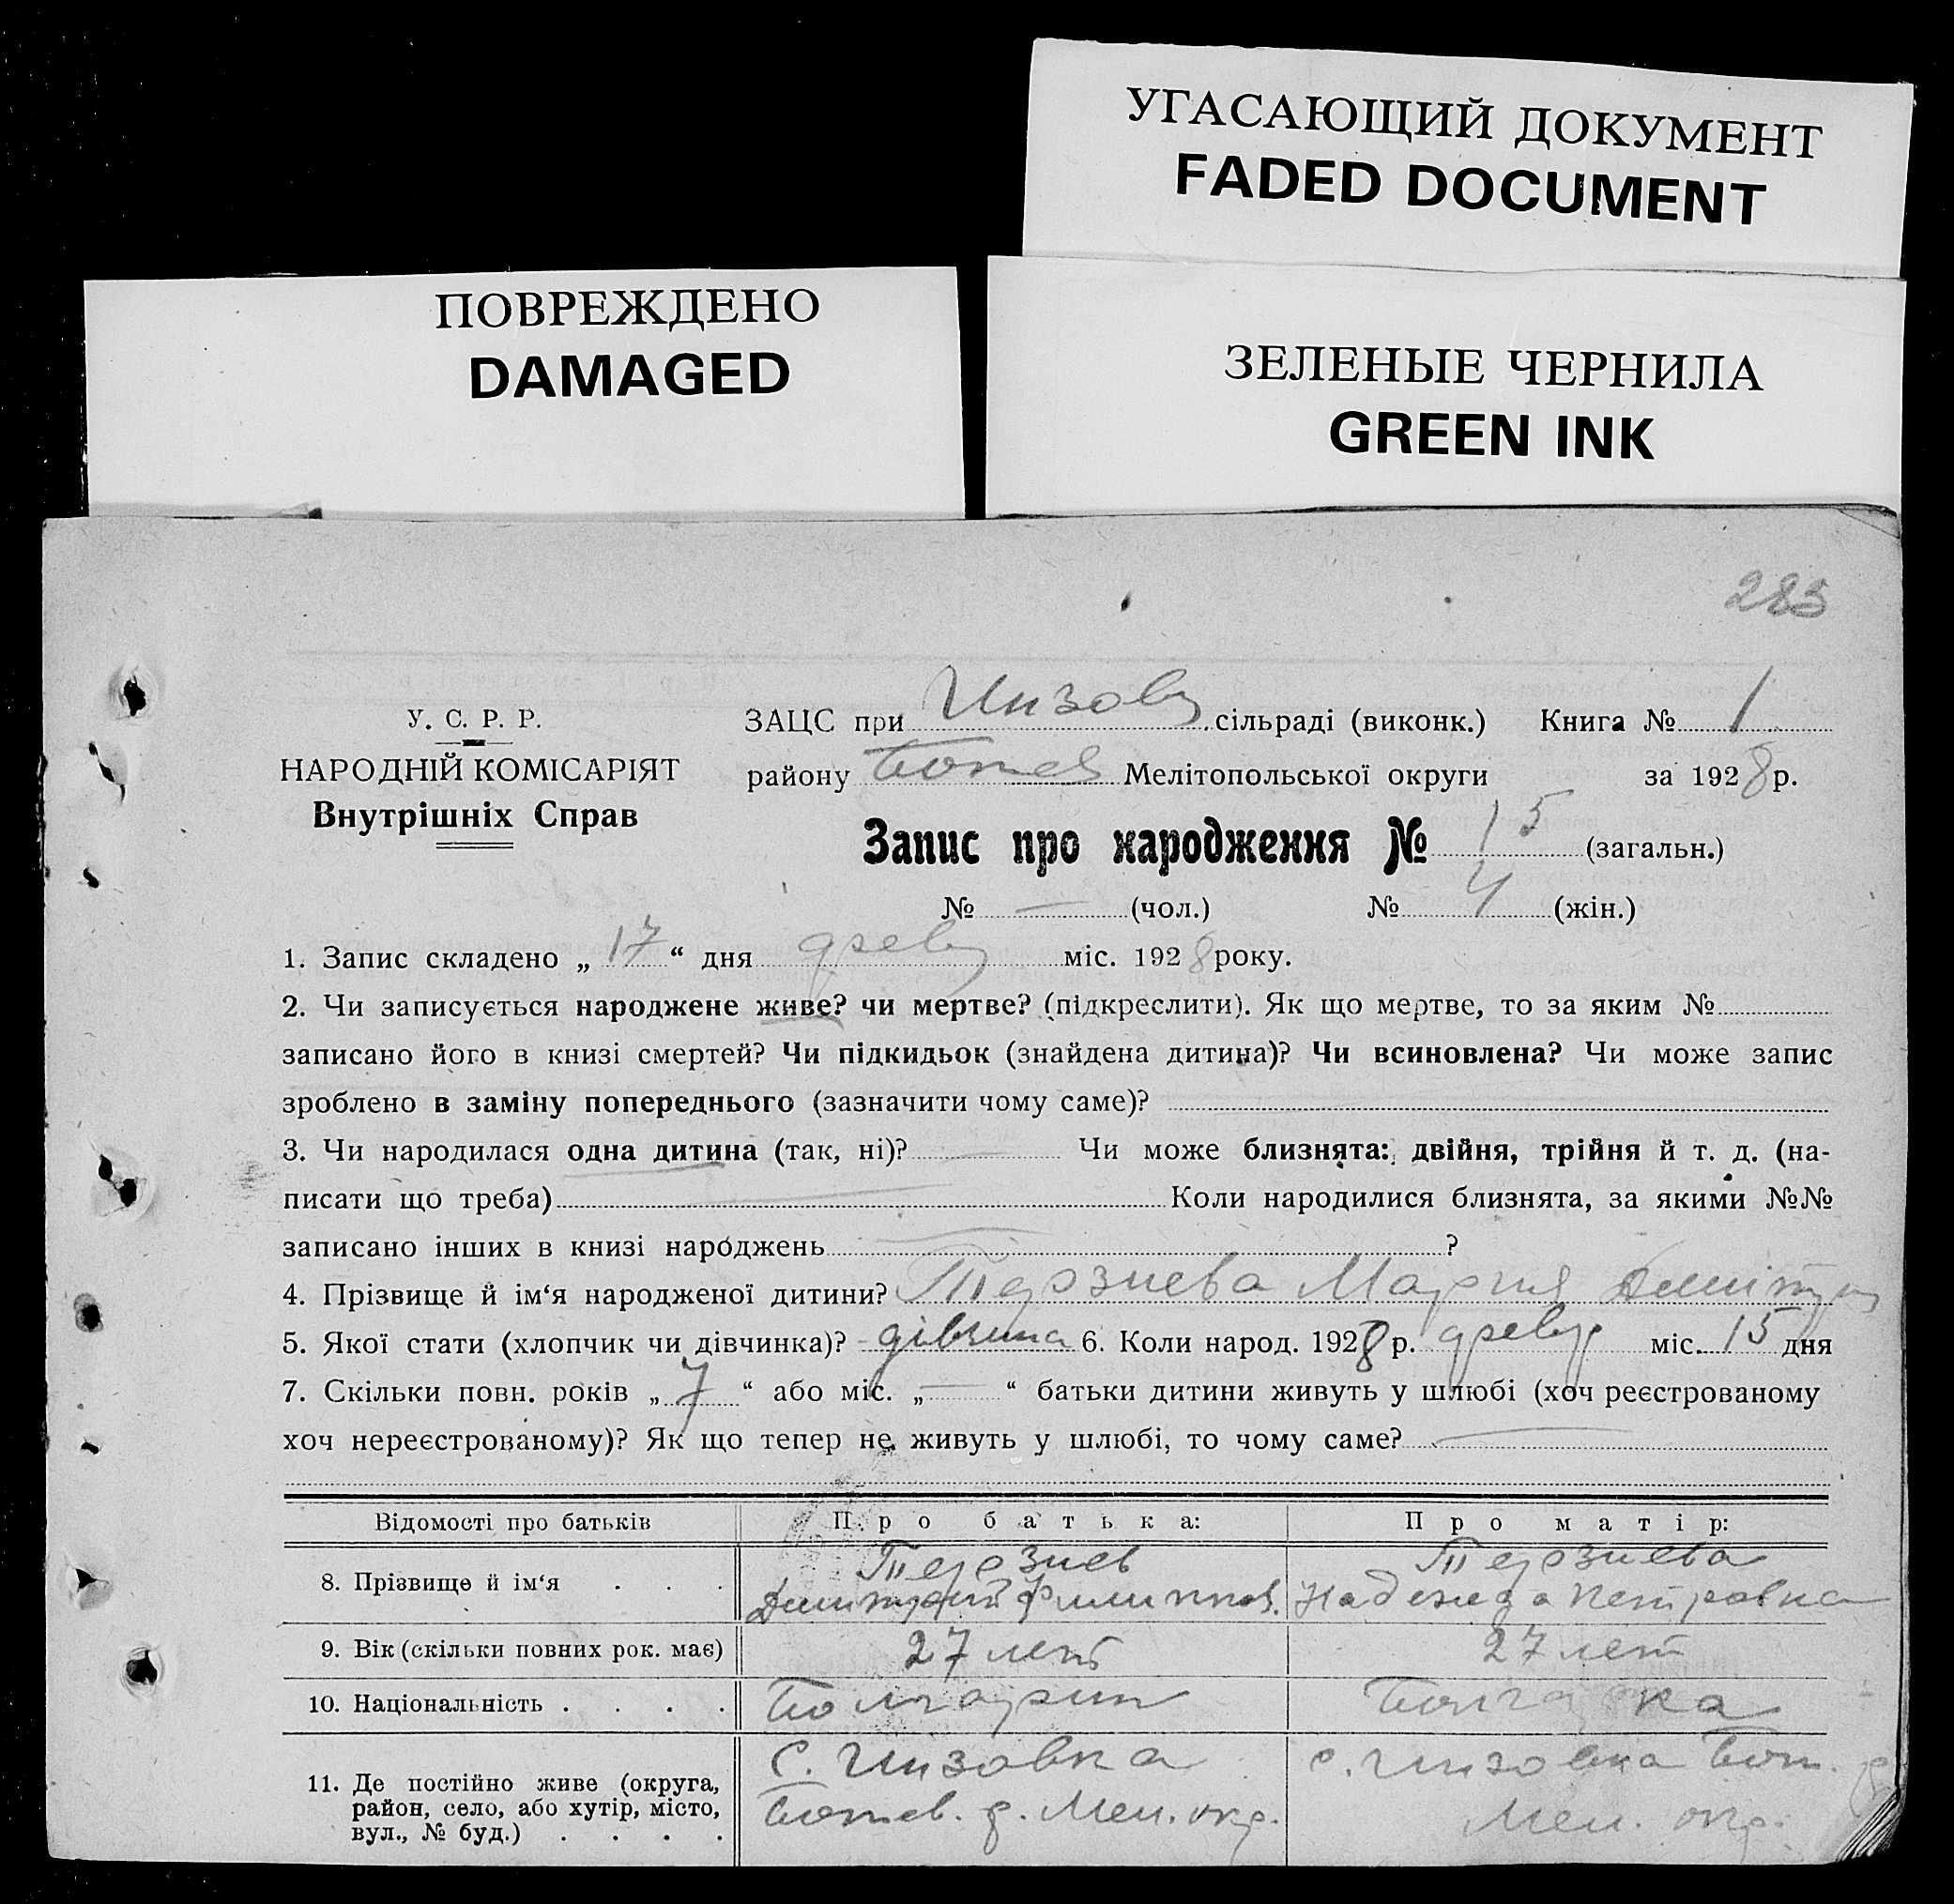 УГАСАЮЩИЙ ДОКУМЕНТ
FADED DOCUMENT
ПОВРЕЖДЕНО
DAMAGED
ЗЕЛЕНЫЕ ЧЕРНИЛА
GREEN INK
283
У. С. Р. Р.
НАРОДНІЙ КОМІСАРІЯТ
Внутрішніх Справ
ЗАЦС при Гизов сільраді (виконк.) Книга № 1
району Ботев Мелітопольської округи за 1928 р.
Запис про народження № 15 (загальн.)
№ — (чол.) № 4 (жін.)
1. Запис складено „ 17 “ дня февр міс. 1928 року.
2. Чи записується народжене живе? чи мертве? (підкреслити). Як що мертве, то за яким №
записано його в книзі смертей? Чи підкидьок (знайдена дитина)? Чи всиновлена? Чи може запис
зроблено в заміну попереднього (зазначити чому саме)?
3. Чи народилася одна дитина (так, ні)? Чи може близнята: двійня, трійня й т. д. (на-
писати що треба) Коли народилися близнята, за якими №№
записано інших в книзі народжень ?
4. Прізвище й ім‘я народженої дитини? Терзиева Мария Дмитр
5. Якої стати (хлопчик чи дівчинка)? дівчина 6. Коли народ. 1928 р. февр міс. 15 дня
7. Скільки повн. років „ 7 “ або міс. „ — “ батьки дитини живуть у шлюбі (хоч реєстрованому
хоч нереєстрованому)? Як що тепер не живуть у шлюбі, то чому саме? —
Відомості про батьків Про батька: Про матір:
8. Прізвище й ім‘я . . . Терзиев Терзиева
Дмитрий Филипов. Надежда Петровна
9. Вік (скільки повних рок. має) 27 лет 27 лет
10. Національність . . . . Болгарин Болгарка
11. Де постійно живе (округа, район, село, або хутір, місто, вул., № буд.) . . . . С. Гизовка с. Гизовка Бот. р
Ботев. р. Мел. окр. Мел. окр.